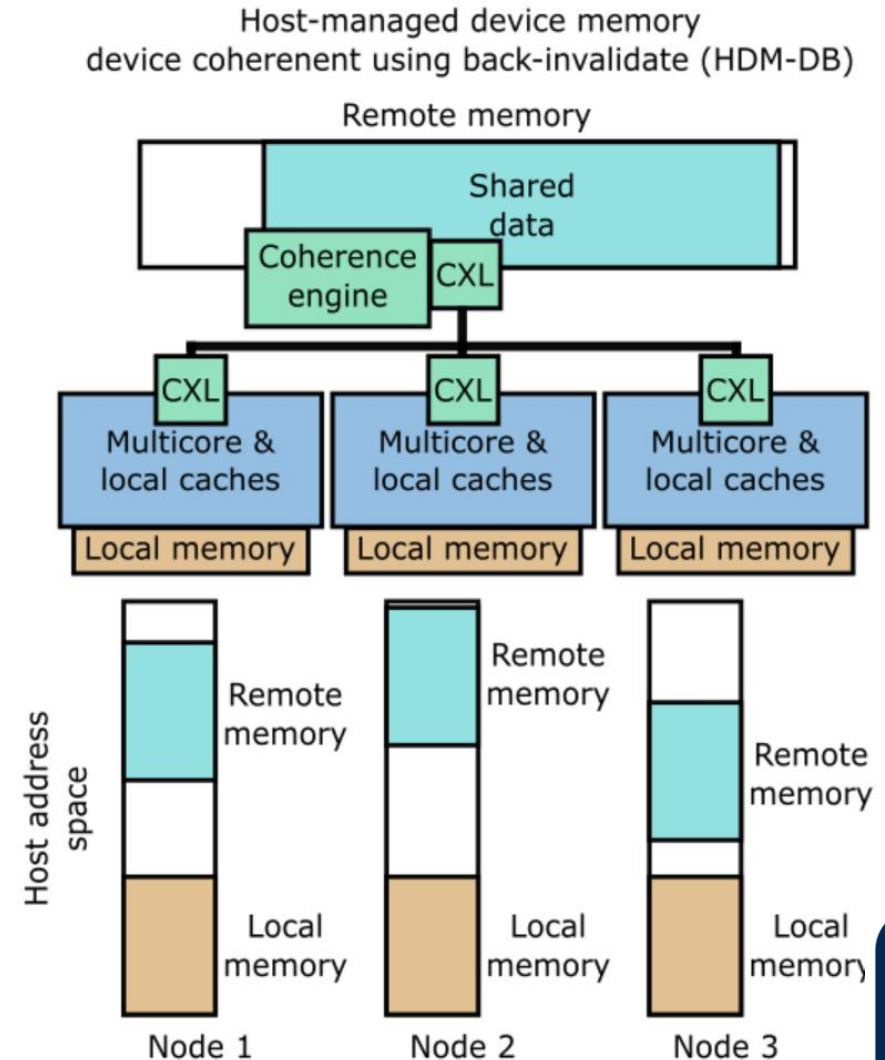 Host-managed device memory
device coherenent using back-invalidate (HDM-DB)
Remote memory
Shared
data
Coherence
engine
CXL
CXL
CXL
CXL
Multicore &
local caches
Multicore &
local caches
Multicore &
local caches
Local memory
Local memory
Local memory
Host address
space
Remote
memory
Remote
memory
Remote
memory
Local
memory
Local
memory
Local
memory
Node 1
Node 2
Node 3